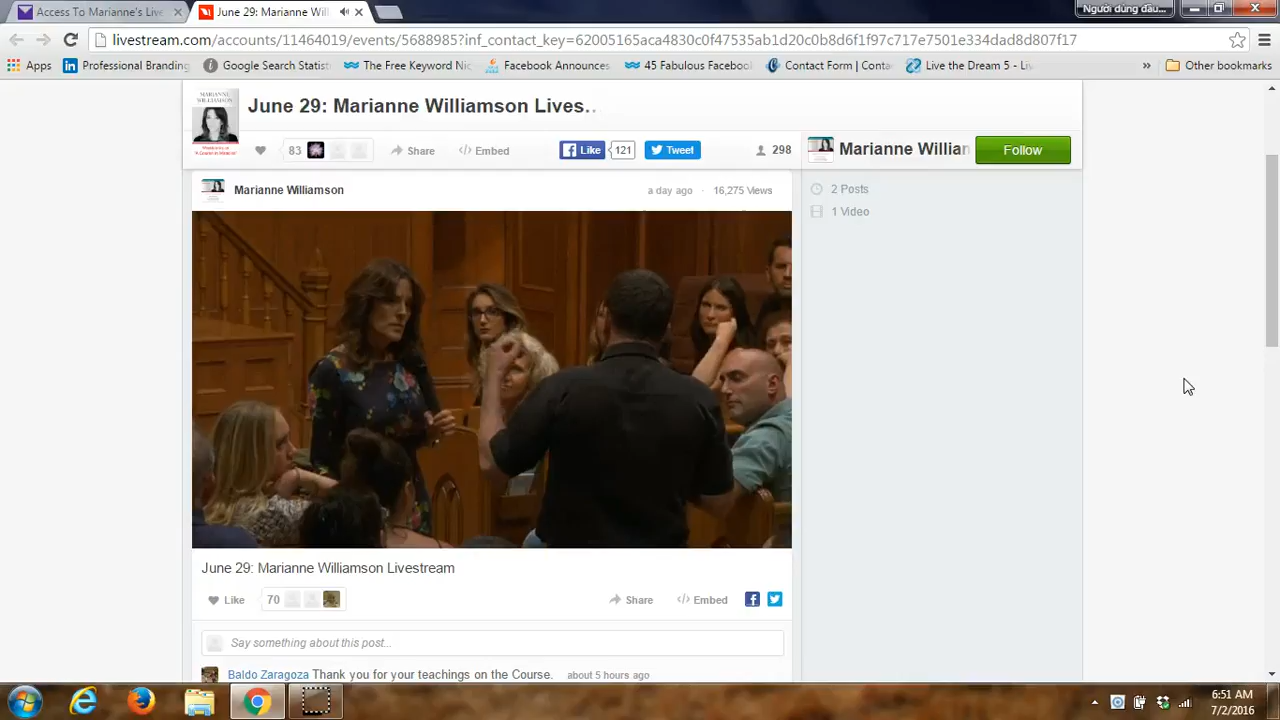 Access To Marianne's Live
June 29: Marianne Will
Người dùng đầu...
livestream.com/accounts/11464019/events/5688985?inf_contact_key=62005165aca4830c0f47535ab1d20c0b8d6f1f97c717e7501e334dad8d807f17
Apps
Professional Branding
Google Search Statist
The Free Keyword Nic
Facebook Announces
45 Fabulous Facebook
Contact Form | Conta
Live the Dream 5 - Liv
»
Other bookmarks
MARIANNE
WILLIAMSON
June 29: Marianne Williamson Lives...
83
Share
Embed
Like
121
Tweet
298
Marianne Willian
Follow
Marianne Williamson
a day ago · 16,275 Views
2 Posts
1 Video
June 29: Marianne Williamson Livestream
Like
70
Share
Embed
Say something about this post...
Baldo Zaragoza Thank you for your teachings on the Course. about 5 hours ago
6:51 AM
7/2/2016